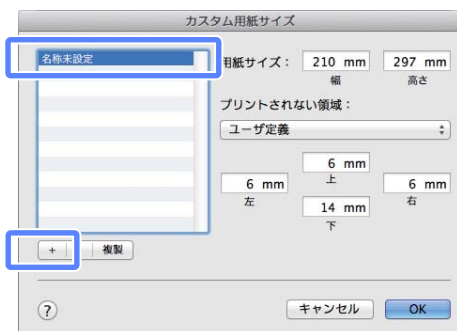 カスタム用紙サイズ
名称未設定
用紙サイズ： 210 mm 297 mm
幅 高さ
プリントされない領域：
ユーザ定義
6 mm
上
6 mm 6 mm
左 右
14 mm
下
+ 複製
? キャンセル OK